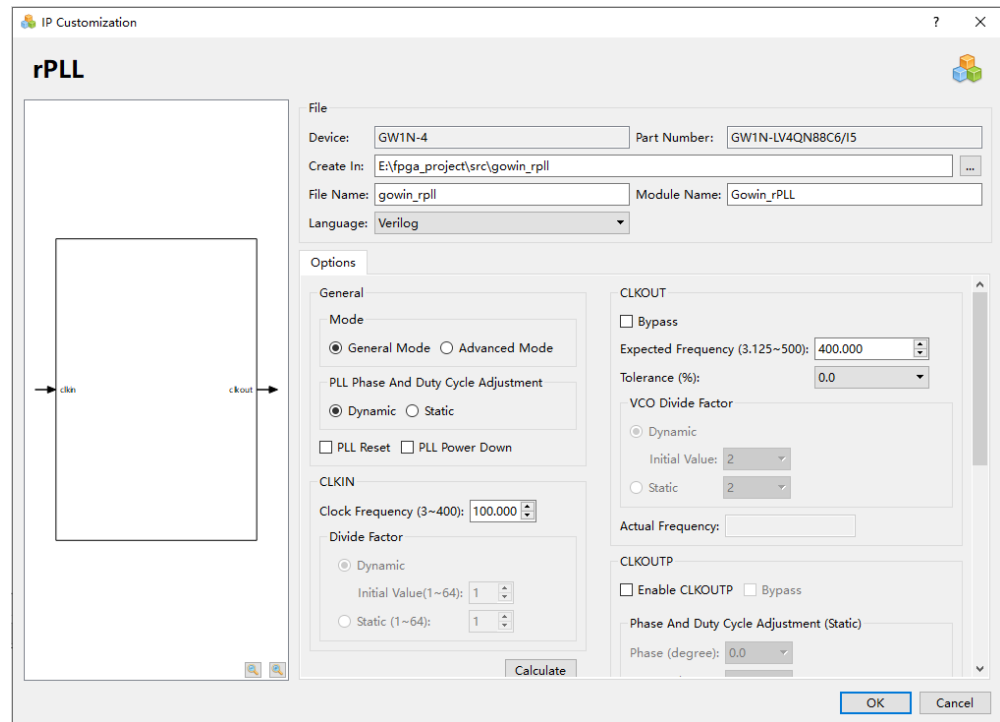 IP Customization
?
rPLL
File
Device: GW1N-4 Part Number: GW1N-LV4QN88C6/I5
Create In: E:\fpga_project\src\gowin_rpll ...
File Name: gowin_rpll Module Name: Gowin_rPLL
Language: Verilog
clkin clkout
Options
General
Mode
General Mode Advanced Mode
PLL Phase And Duty Cycle Adjustment
Dynamic Static
PLL Reset PLL Power Down
CLKIN
Clock Frequency (3~400): 100.000
Divide Factor
Dynamic
Initial Value(1~64): 1
Static (1~64): 1
Calculate
CLKOUT
Bypass
Expected Frequency (3.125~500): 400.000
Tolerance (%): 0.0
VCO Divide Factor
Dynamic
Initial Value: 2
Static 2
Actual Frequency:
CLKOUTP
Enable CLKOUTP Bypass
Phase And Duty Cycle Adjustment (Static)
Phase (degree): 0.0
OK Cancel